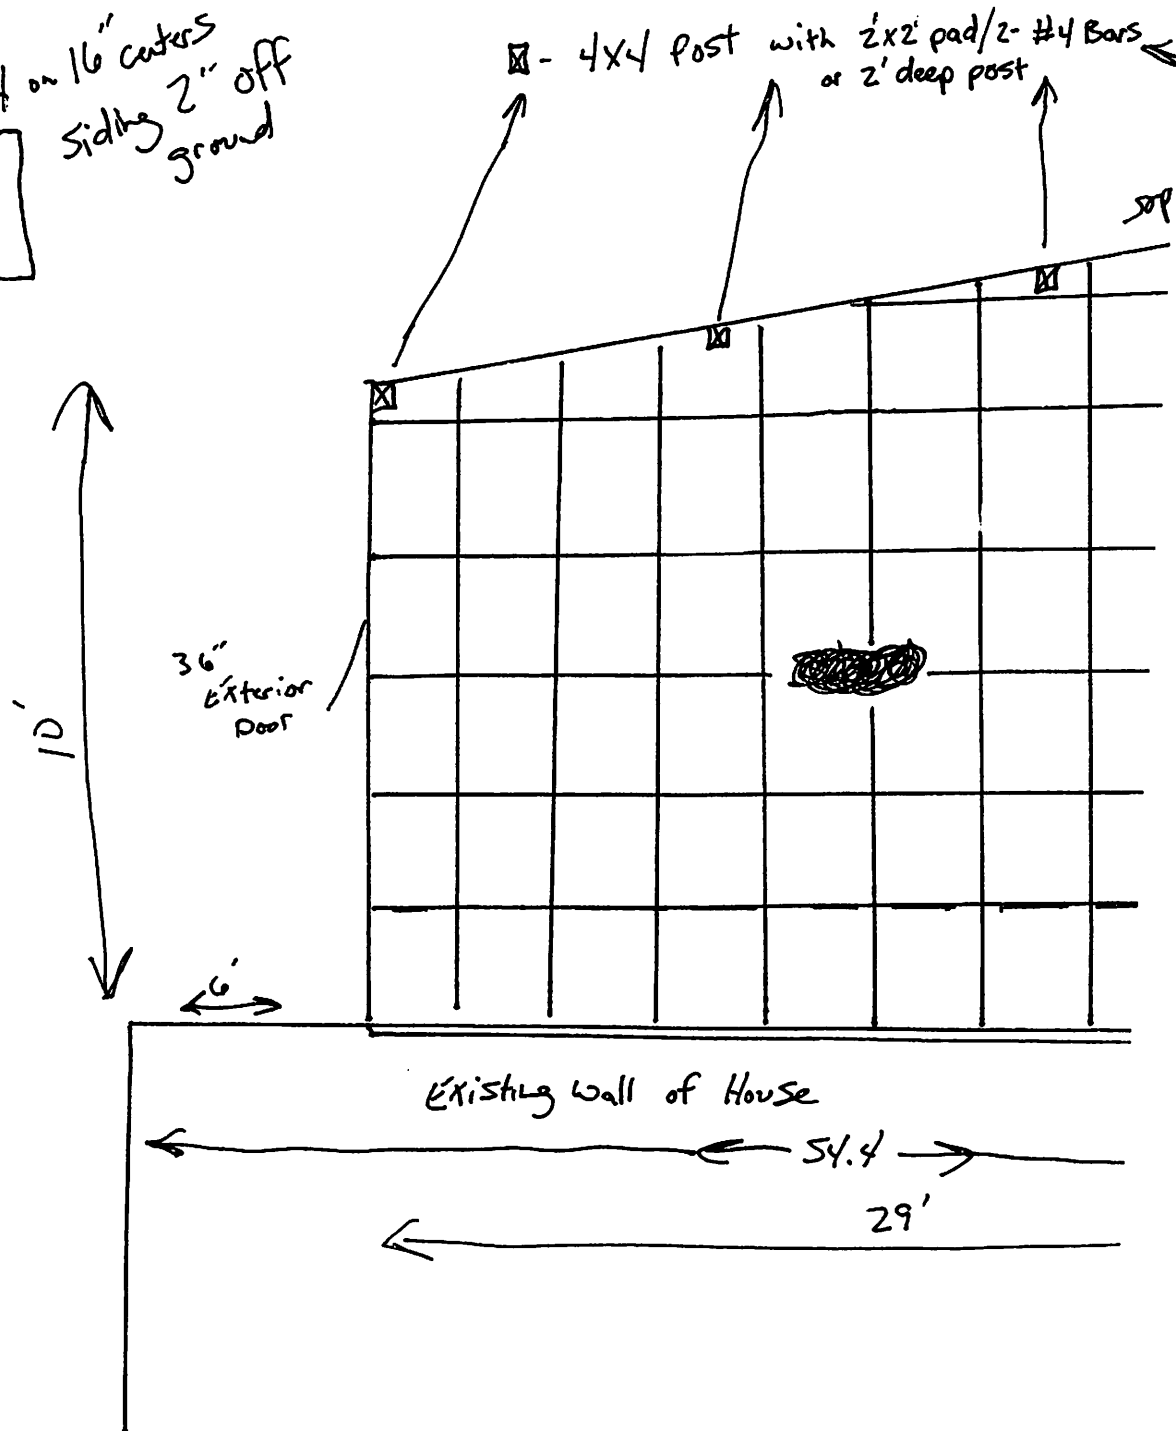 on 16" centers
siding 2" off
ground
- 4x4 Post with 2'x2' pad/2- #4 Bars
or 2' deep post
10'
36"
Exterior
Door
6'
Existing Wall of House
54.4
29'